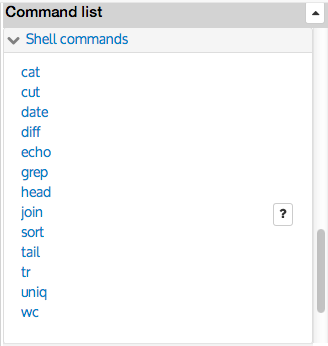 Command list
Shell commands
cat
cut
date
diff
echo
grep
head
join
?
sort
tail
tr
uniq
wc